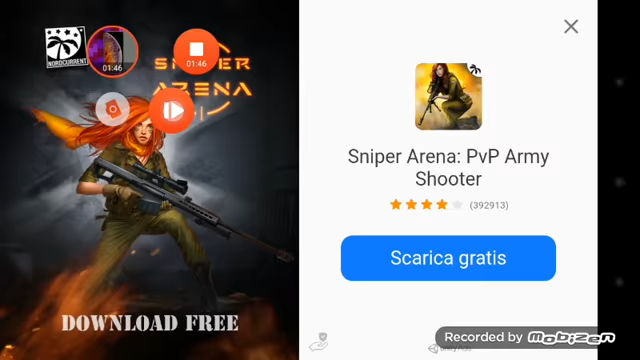 NORDCURRENT
01:46
01:46
SNIPER
ARENA
DOWNLOAD FREE
Sniper Arena: PvP Army
Shooter
(392913)
Scarica gratis
Recorded by Mobizen